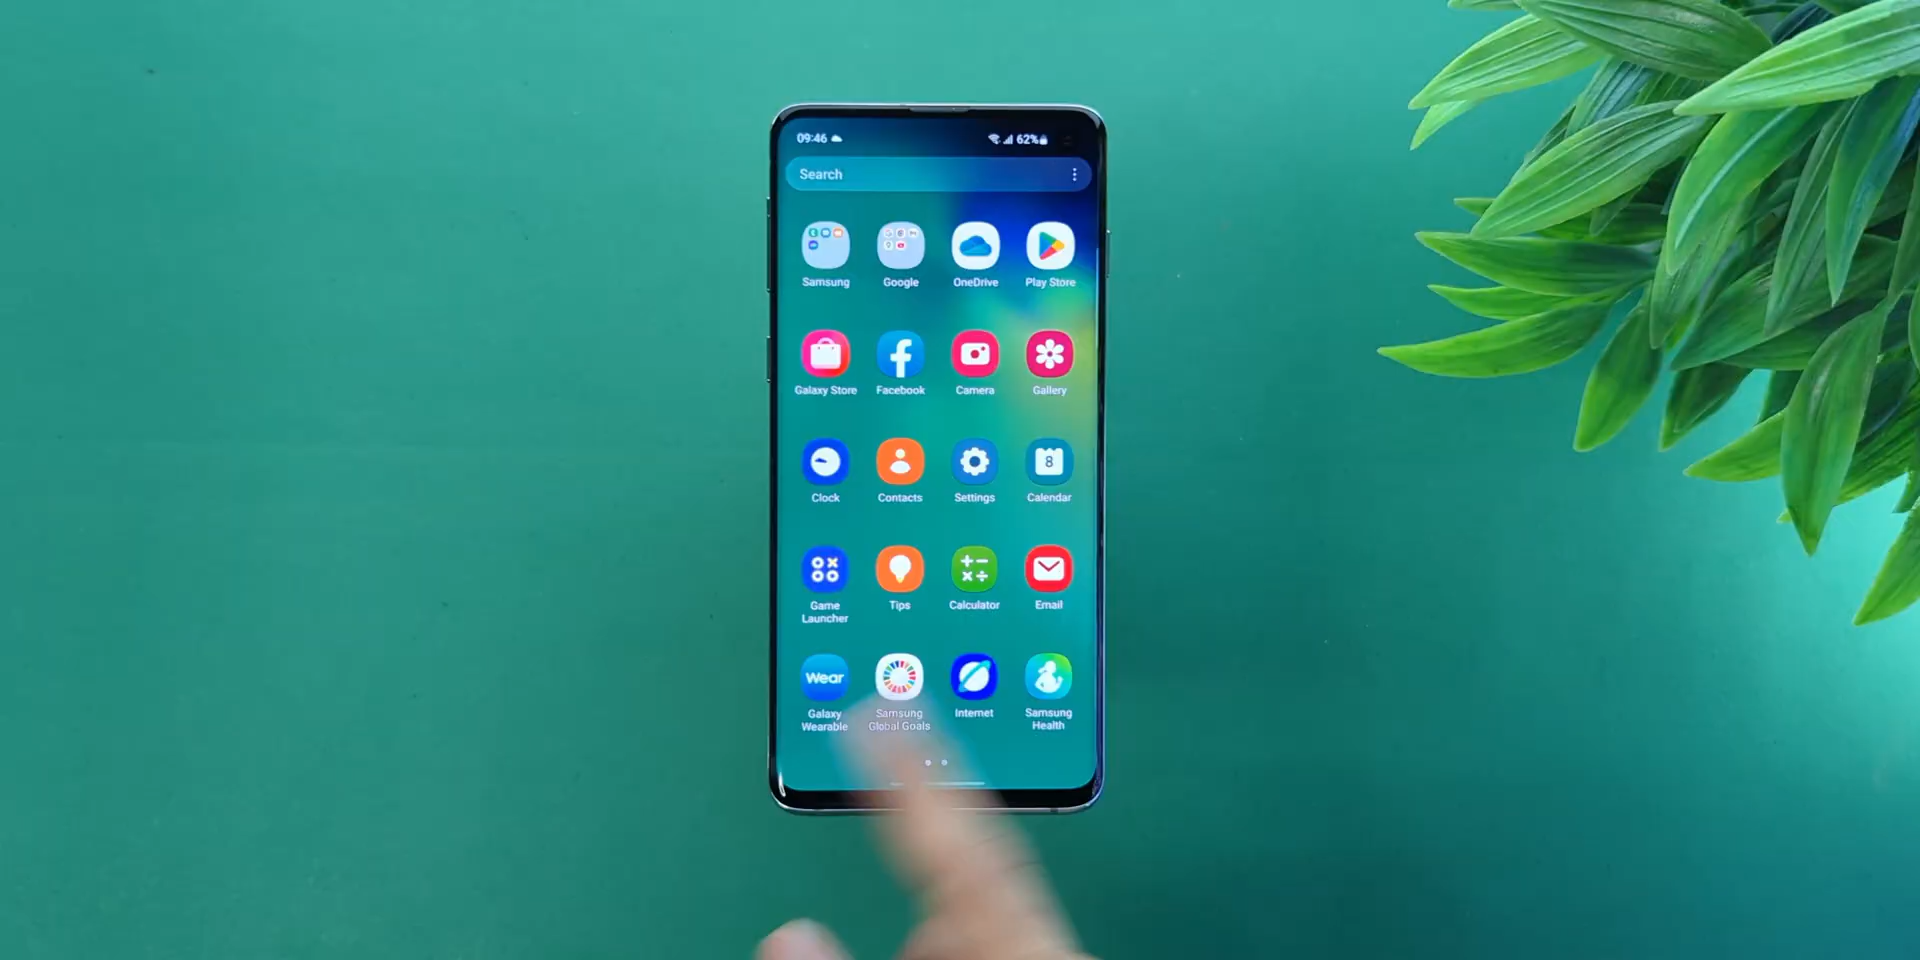 09:46 62%
Search
Samsung Google OneDrive Play Store
Galaxy Store Facebook Camera Gallery
8
Clock Contacts Settings Calendar
Game Launcher Tips Calculator Email
Wear
Galaxy Wearable Samsung Global Goals Internet Samsung Health